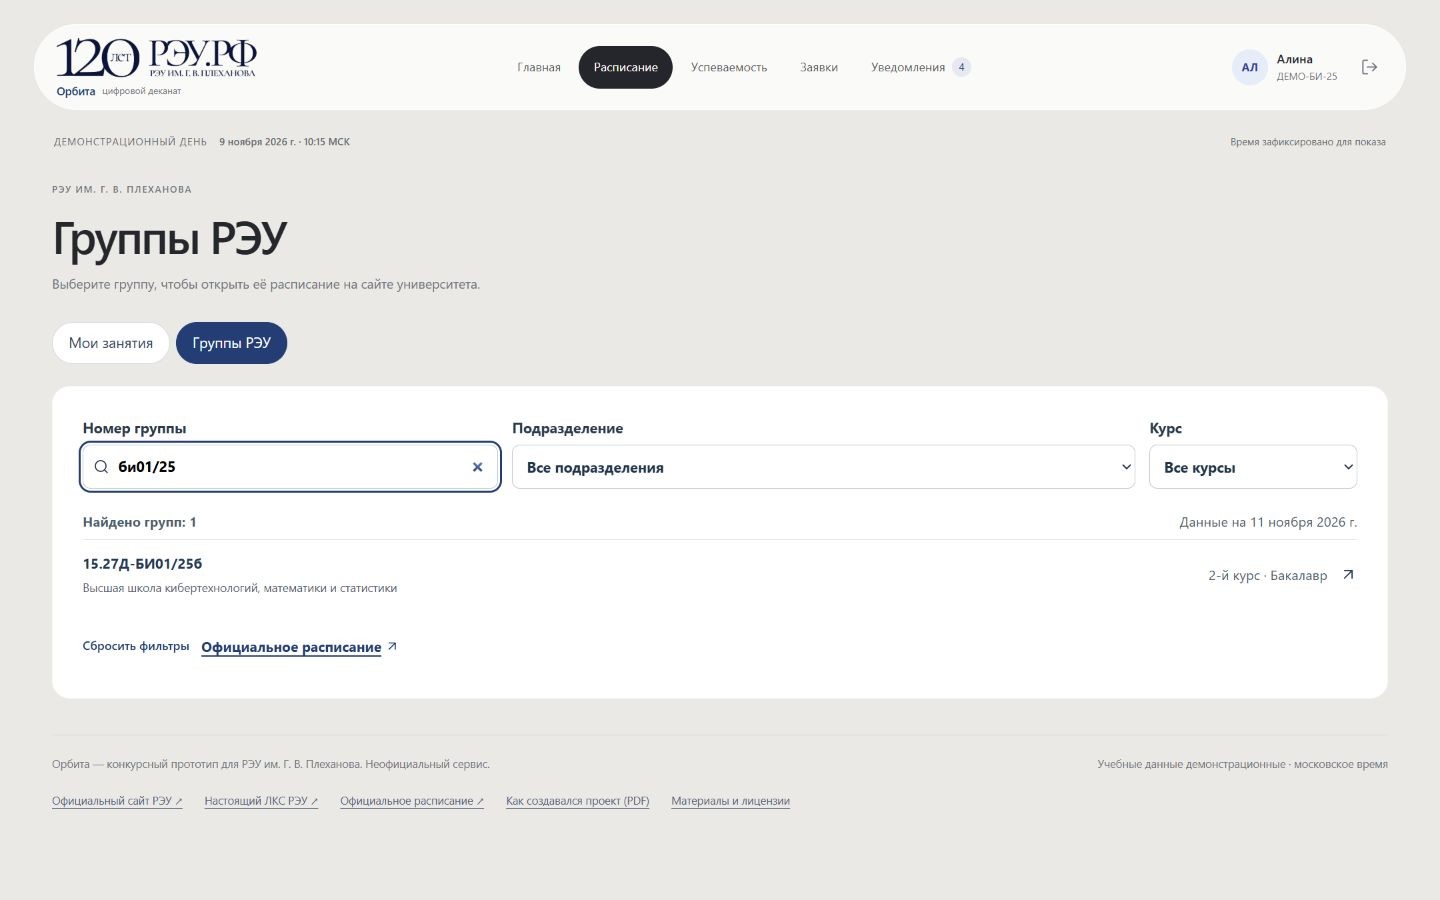 120 лет РЭУ.РФ
РЭУ ИМ. Г. В. ПЛЕХАНОВА
Орбита цифровой деканат
Главная Расписание Успеваемость Заявки Уведомления 4
АЛ Алина
ДЕМО-БИ-25
ДЕМОНСТРАЦИОННЫЙ ДЕНЬ 9 ноября 2026 г. · 10:15 МСК
Время зафиксировано для показа
РЭУ ИМ. Г. В. ПЛЕХАНОВА
Группы РЭУ
Выберите группу, чтобы открыть её расписание на сайте университета.
Мои занятия Группы РЭУ
Номер группы Подразделение Курс
би01/25 Все подразделения Все курсы
Найдено групп: 1 Данные на 11 ноября 2026 г.
15.27Д-БИ01/25б
Высшая школа кибертехнологий, математики и статистики
2-й курс · Бакалавр
Сбросить фильтры Официальное расписание
Орбита — конкурсный прототип для РЭУ им. Г. В. Плеханова. Неофициальный сервис.
Учебные данные демонстрационные · московское время
Официальный сайт РЭУ ↗ Настоящий ЛКС РЭУ ↗ Официальное расписание ↗ Как создавался проект (PDF) Материалы и лицензии